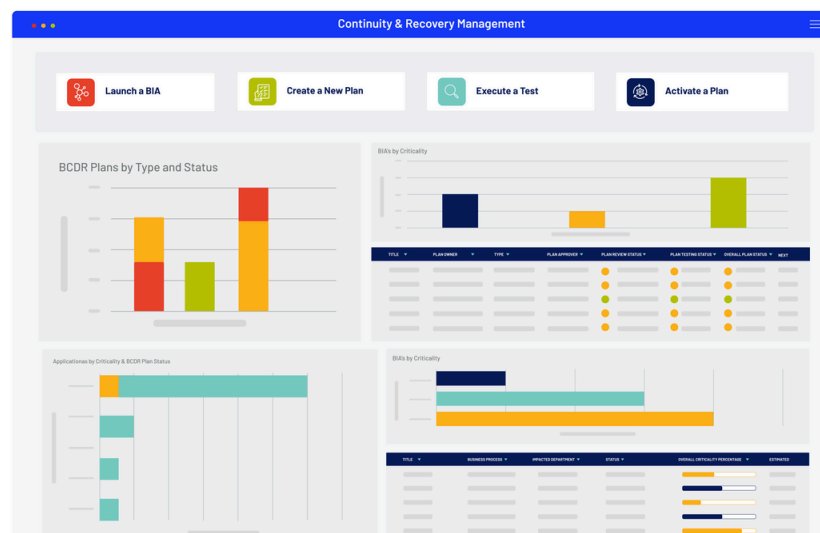 Continuity & Recovery Management
Launch a BIA
Create a New Plan
Execute a Test
Activate a Plan
BCDR Plans by Type and Status
BIA's by Criticality
TITLE PLAN OWNER TYPE PLAN APPROVER PLAN REVIEW STATUS PLAN TESTING STATUS OVERALL PLAN STATUS NEXT
Applicationas by Criticality & BCDR Plan Status
BIA's by Criticality
TITLE BUSINESS PROCESS IMPACTED DEPARTMENT STATUS OVERALL CRITICALITY PERCENTAGE ESTIMATED